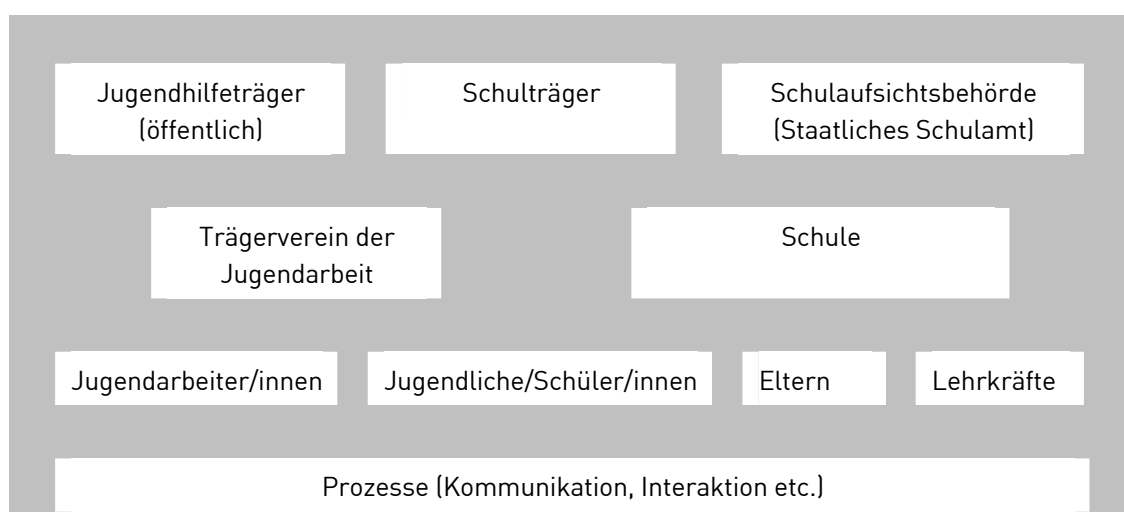 Jugendhilfeträger
(öffentlich)
Schulträger
Schulaufsichtsbehörde
(Staatliches Schulamt)
Trägerverein der
Jugendarbeit
Schule
Jugendarbeiter/innen
Jugendliche/Schüler/innen
Eltern
Lehrkräfte
Prozesse (Kommunikation, Interaktion etc.)